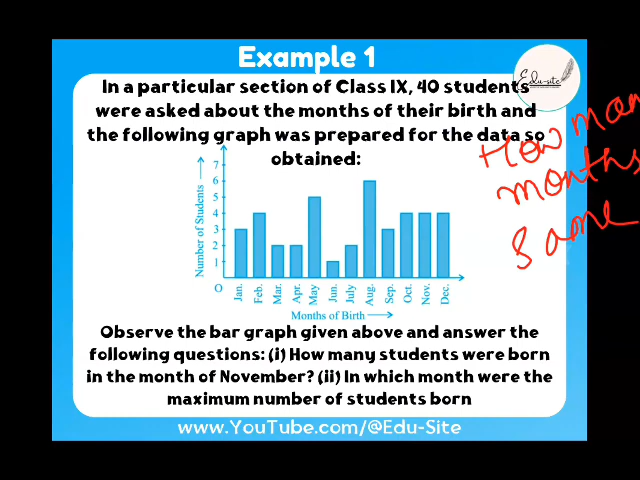 Example 1
Edu-site
In a particular section of Class IX, 40 students
were asked about the months of their birth and
the following graph was prepared for the data so
obtained:
How
months
Same
Number of Students
7
6
5
4
3
2
1
O
Jan.
Feb.
Mar.
Apr.
May
Jun.
July
Aug.
Sep.
Oct.
Nov.
Dec.
Months of Birth
Observe the bar graph given above and answer the
following questions: (i) How many students were born
in the month of November? (ii) In which month were the
maximum number of students born
www.YouTube.com/@Edu-Site